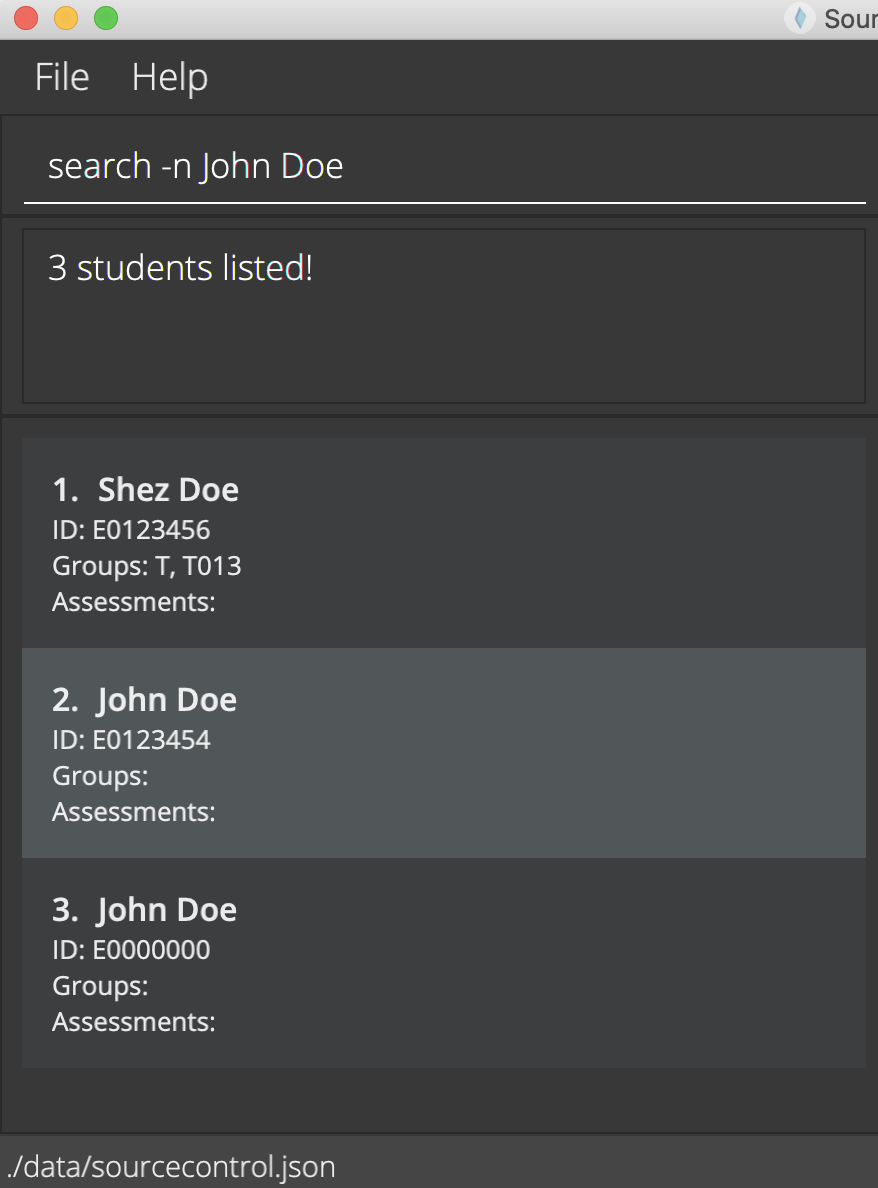 Sour
File Help
search -n John Doe
3 students listed!
1. Shez Doe
ID: E0123456
Groups: T, T013
Assessments:
2. John Doe
ID: E0123454
Groups:
Assessments:
3. John Doe
ID: E0000000
Groups:
Assessments:
./data/sourcecontrol.json